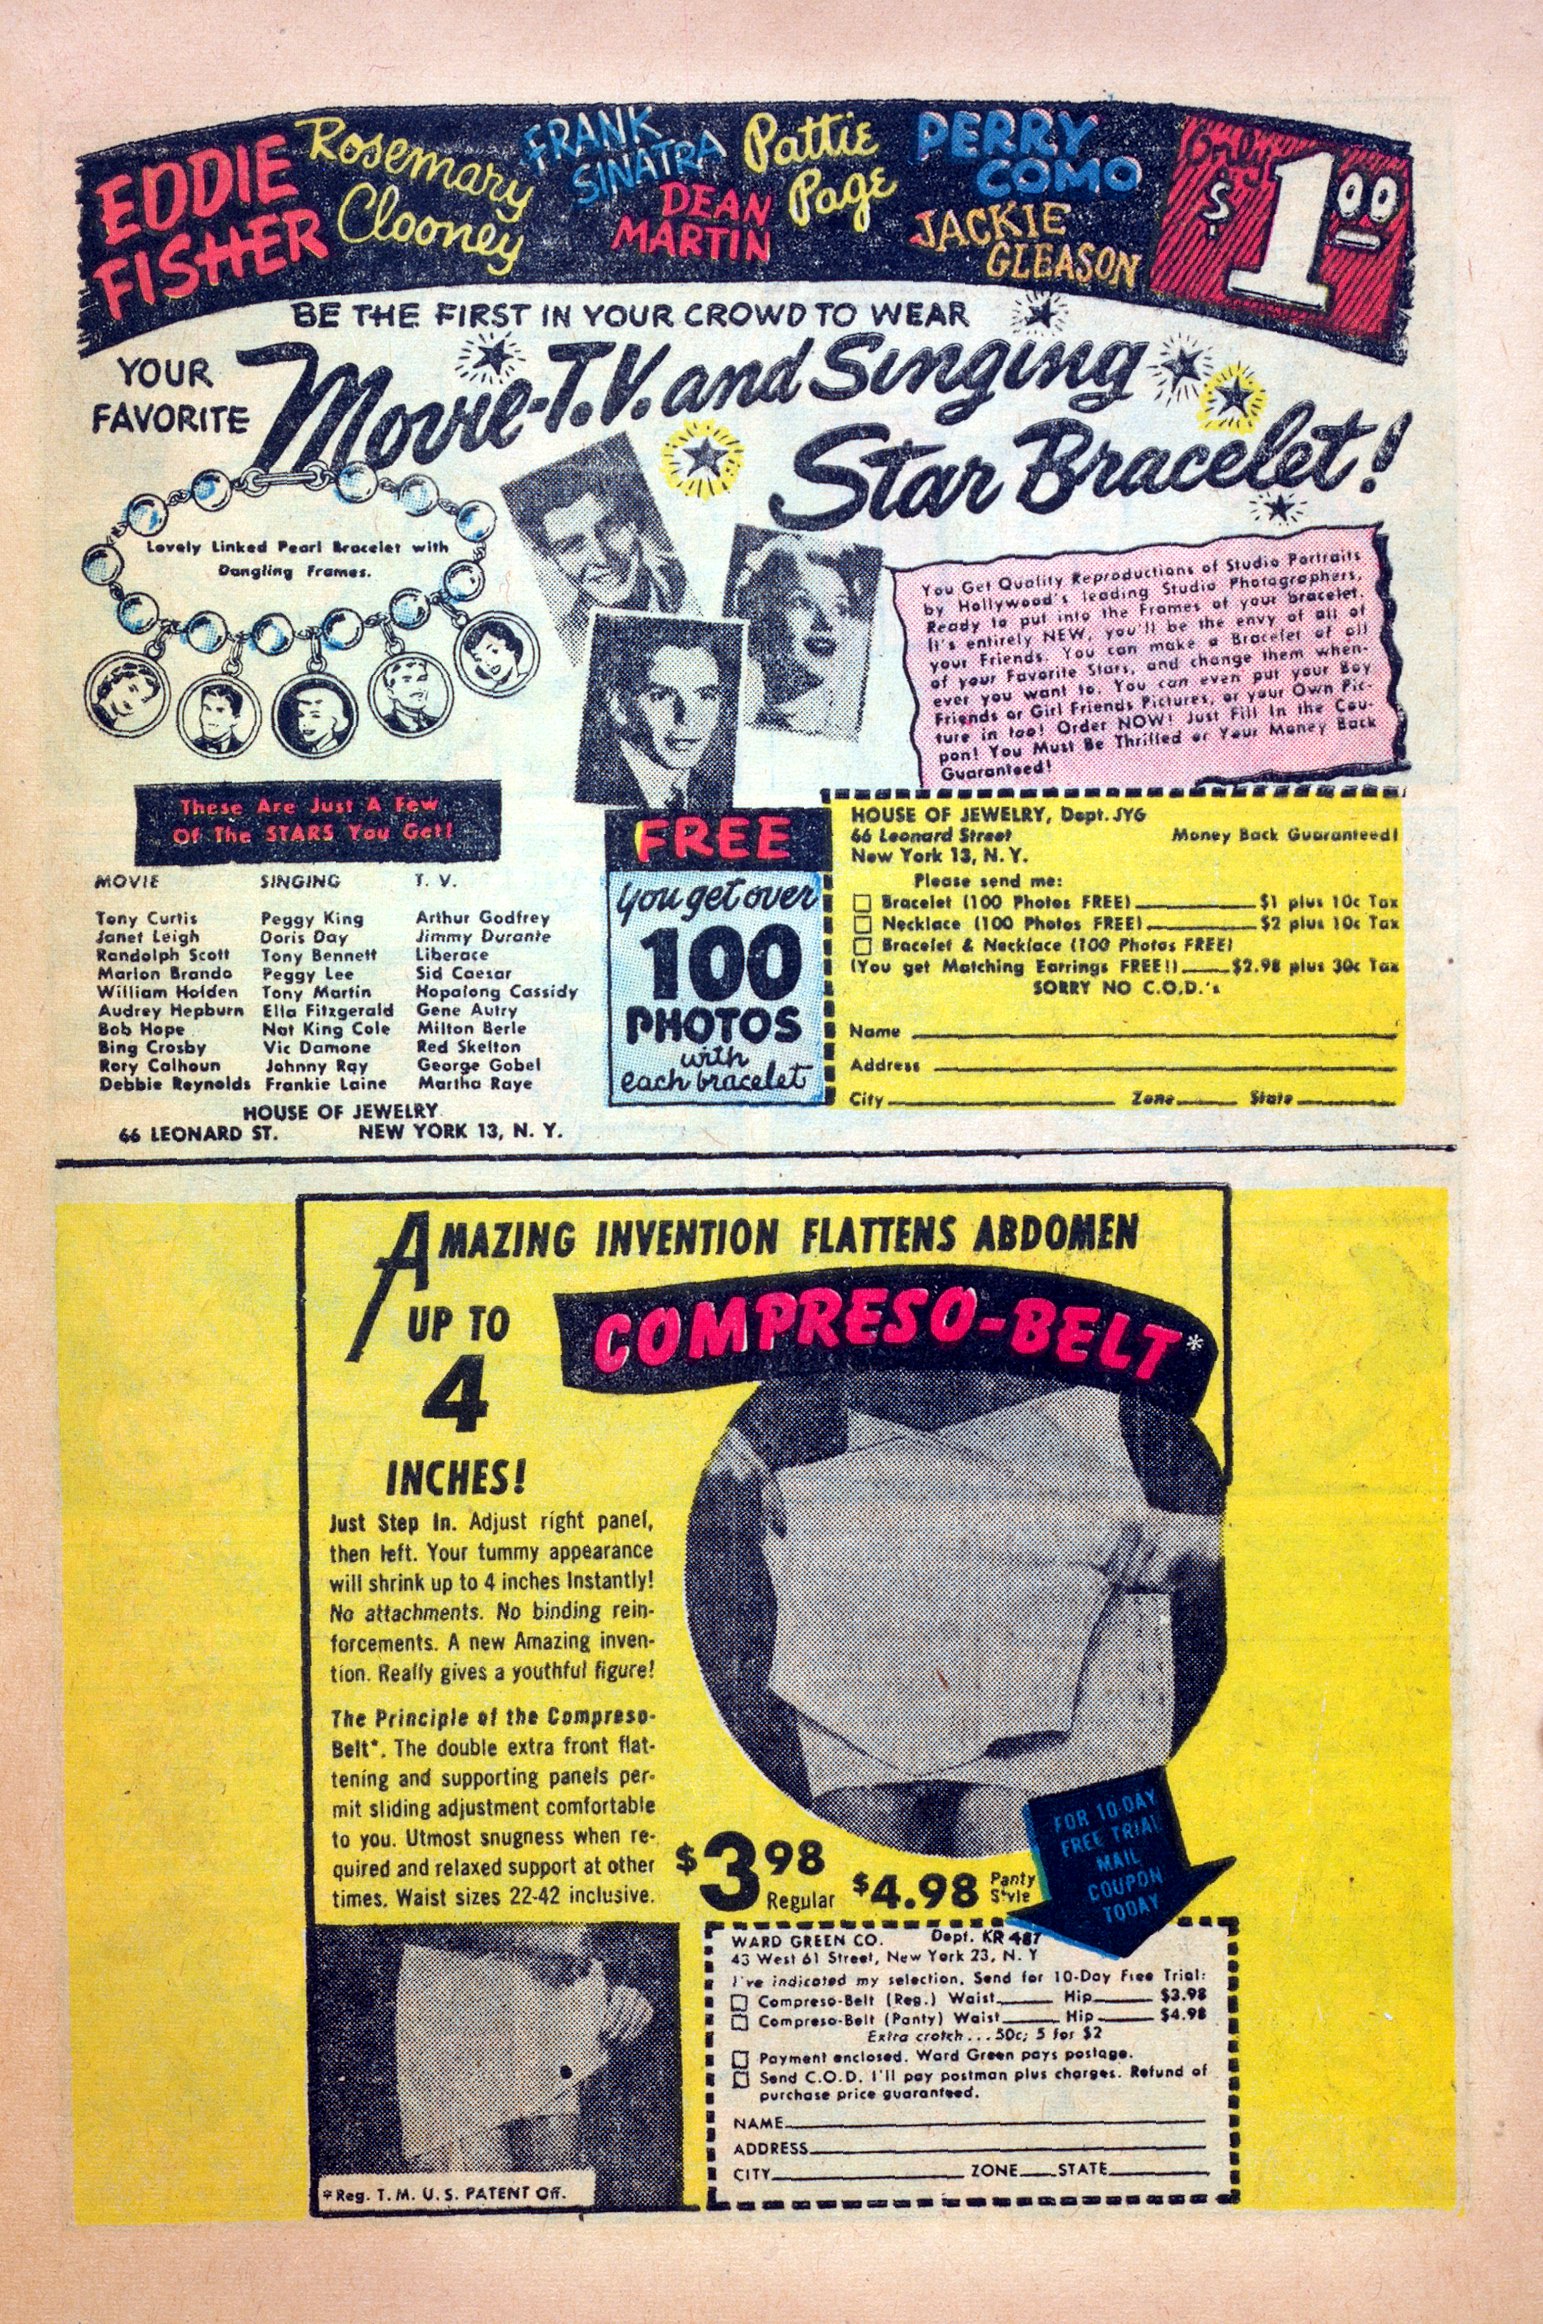 EDDIE FISHER
Rosemary Clooney
FRANK SINATRA
DEAN MARTIN
Pattie Page
PERRY COMO
JACKIE GLEASON
$1.00
BE THE FIRST IN YOUR CROWD TO WEAR
YOUR FAVORITE
Movie-T.V. and Singing
Star Bracelet!
Lovely Linked Pearl Bracelet with
Dangling Frames.
You Get Quality Reproductions of Studio Portraits
by Hollywood's leading Studio Photographers,
Ready to put into the Frames of your bracelet.
It's entirely NEW, you'll be the envy of all of
your Friends. You can make a Bracelet of all
of your Favorite Stars, and change them when-
ever you want to. You can even put your Boy
Friends or Girl Friends Pictures, or your Own Pic-
ture in too! Order NOW! Just Fill In the Cou-
pon! You Must Be Thrilled or Your Money Back
Guaranteed!
These Are Just A Few
Of The STARS You Get!
MOVIE SINGING T. V.
Tony Curtis Peggy King Arthur Godfrey
Janet Leigh Doris Day Jimmy Durante
Randolph Scott Tony Bennett Liberace
Marlon Brando Peggy Lee Sid Caesar
William Holden Tony Martin Hopalong Cassidy
Audrey Hepburn Ella Fitzgerald Gene Autry
Bob Hope Nat King Cole Milton Berle
Bing Crosby Vic Damone Red Skelton
Rory Calhoun Johnny Ray George Gobel
Debbie Reynolds Frankie Laine Martha Raye
HOUSE OF JEWELRY
66 LEONARD ST. NEW YORK 13, N. Y.
FREE
you get over
100
PHOTOS
with
each bracelet
HOUSE OF JEWELRY, Dept. JY6
66 Leonard Street Money Back Guaranteed!
New York 13, N. Y.
Please send me:
Bracelet (100 Photos FREE) $1 plus 10c Tax
Necklace (100 Photos FREE) $2 plus 10c Tax
Bracelet & Necklace (100 Photos FREE)
(You get Matching Earrings FREE!) $2.98 plus 30c Tax
SORRY NO C.O.D.'s
Name
Address
City Zone State
AMAZING INVENTION FLATTENS ABDOMEN
UP TO
4
INCHES!
COMPRESO-BELT*
Just Step In. Adjust right panel,
then left. Your tummy appearance
will shrink up to 4 inches Instantly!
No attachments. No binding rein-
forcements. A new Amazing inven-
tion. Really gives a youthful figure!
The Principle of the Compreso-
Belt*. The double extra front flat-
tening and supporting panels per-
mit sliding adjustment comfortable
to you. Utmost snugness when re-
quired and relaxed support at other
times. Waist sizes 22-42 inclusive.
$3.98 Regular $4.98 Panty Style
FOR 10-DAY
FREE TRIAL
MAIL
COUPON
TODAY
WARD GREEN CO. Dept. KR 487
43 West 61 Street, New York 23, N. Y
I've indicated my selection. Send for 10-Day Free Trial:
Compreso-Belt (Reg.) Waist Hip $3.98
Compreso-Belt (Panty) Waist Hip $4.98
Extra crotch...50c; 5 for $2
Payment enclosed. Ward Green pays postage.
Send C.O.D. I'll pay postman plus charges. Refund of
purchase price guaranteed.
NAME
ADDRESS
CITY ZONE STATE
*Reg. T. M. U. S. PATENT Off.